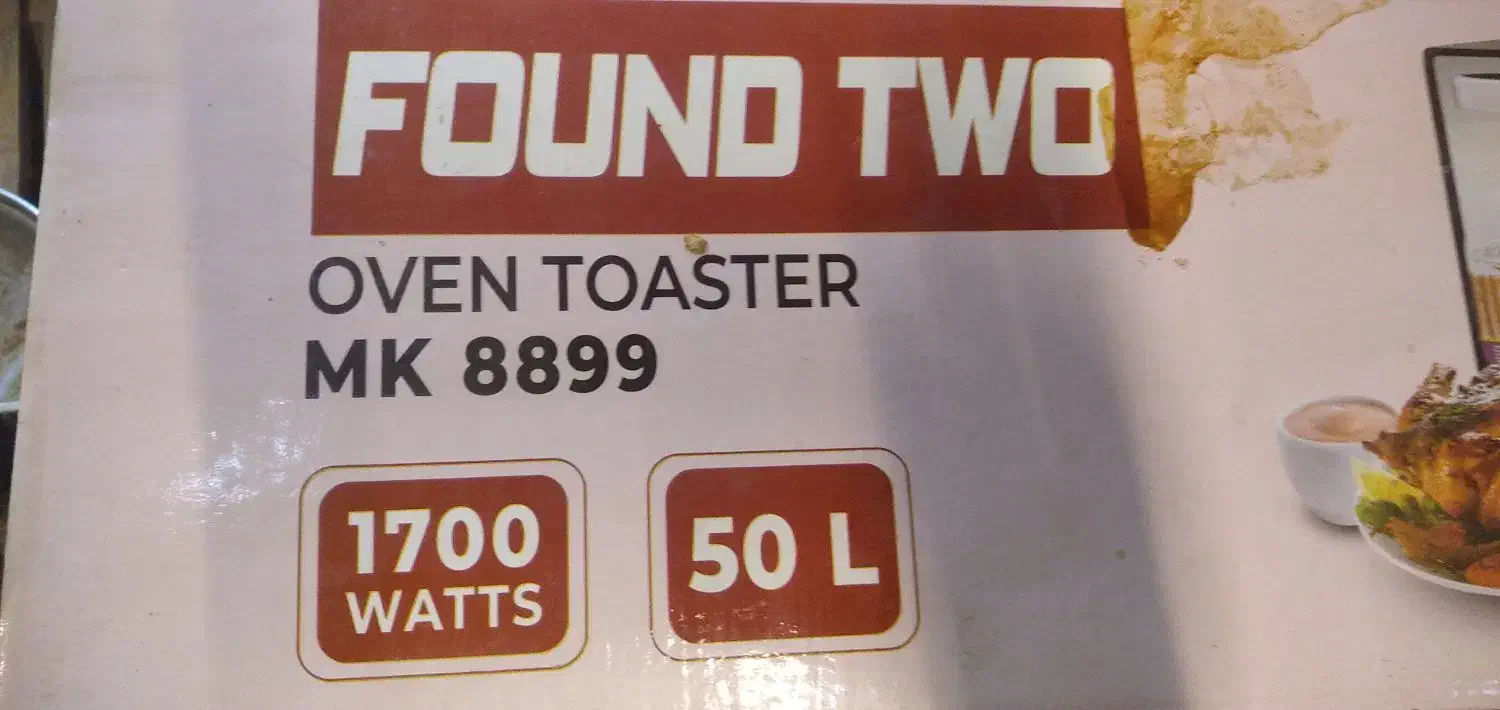 FOUND TWO
OVEN TOASTER
MK 8899
1700
WATTS
50 L